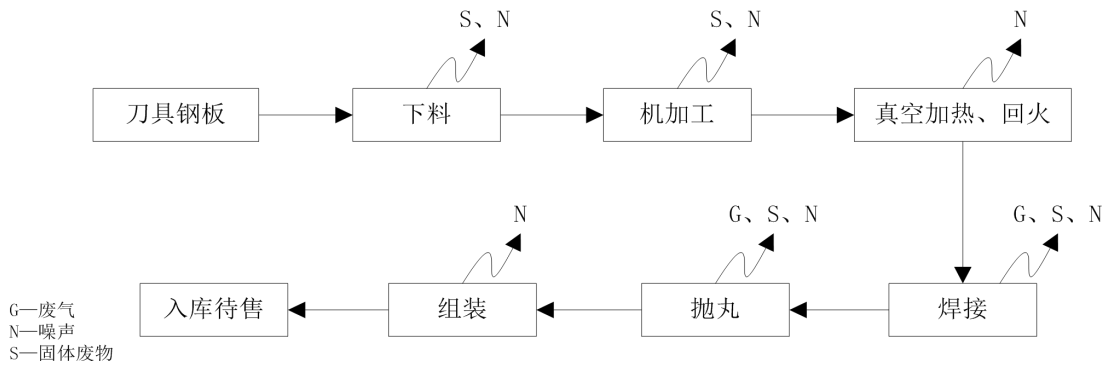 S、N
S、N
N
刀具钢板
下料
机加工
真空加热、回火
N
G、S、N
G、S、N
入库待售
组装
抛丸
焊接
G—废气
N—噪声
S—固体废物